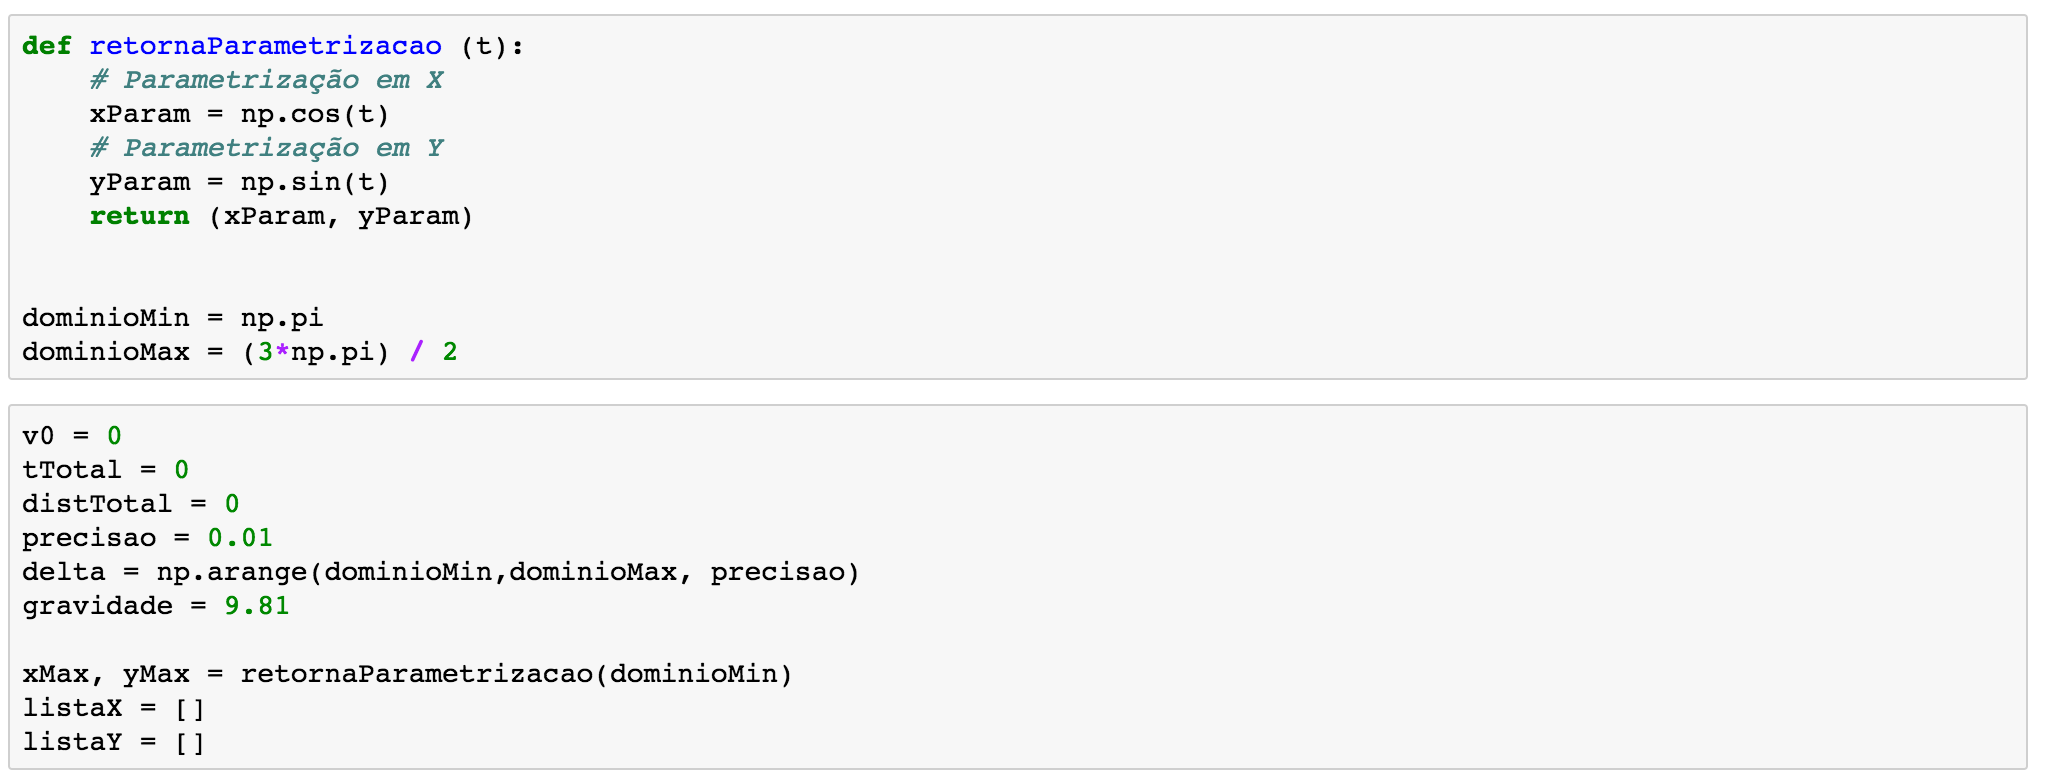 def retornaParametrizacao (t):
    # Parametrização em X
    xParam = np.cos(t)
    # Parametrização em Y
    yParam = np.sin(t)
    return (xParam, yParam)
dominioMin = np.pi
dominioMax = (3*np.pi) / 2
v0 = 0
tTotal = 0
distTotal = 0
precisao = 0.01
delta = np.arange(dominioMin,dominioMax, precisao)
gravidade = 9.81
xMax, yMax = retornaParametrizacao(dominioMin)
listaX = []
listaY = []